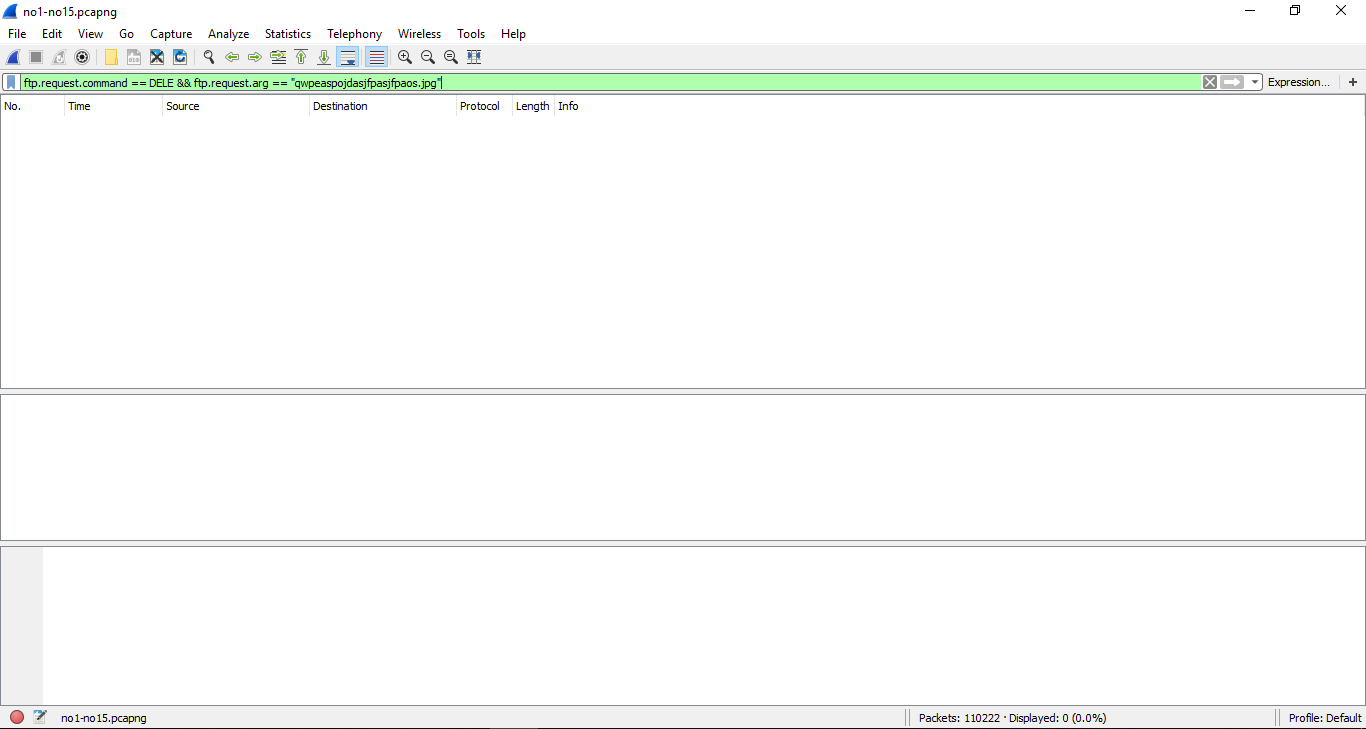 no1-no15.pcapng
File Edit View Go Capture Analyze Statistics Telephony Wireless Tools Help
ftp.request.command == DELE && ftp.request.arg == "qwpeaspojdasjfpasjfpaos.jpg" Expression... +
No. Time Source Destination Protocol Length Info
no1-no15.pcapng Packets: 110222 · Displayed: 0 (0.0%) Profile: Default